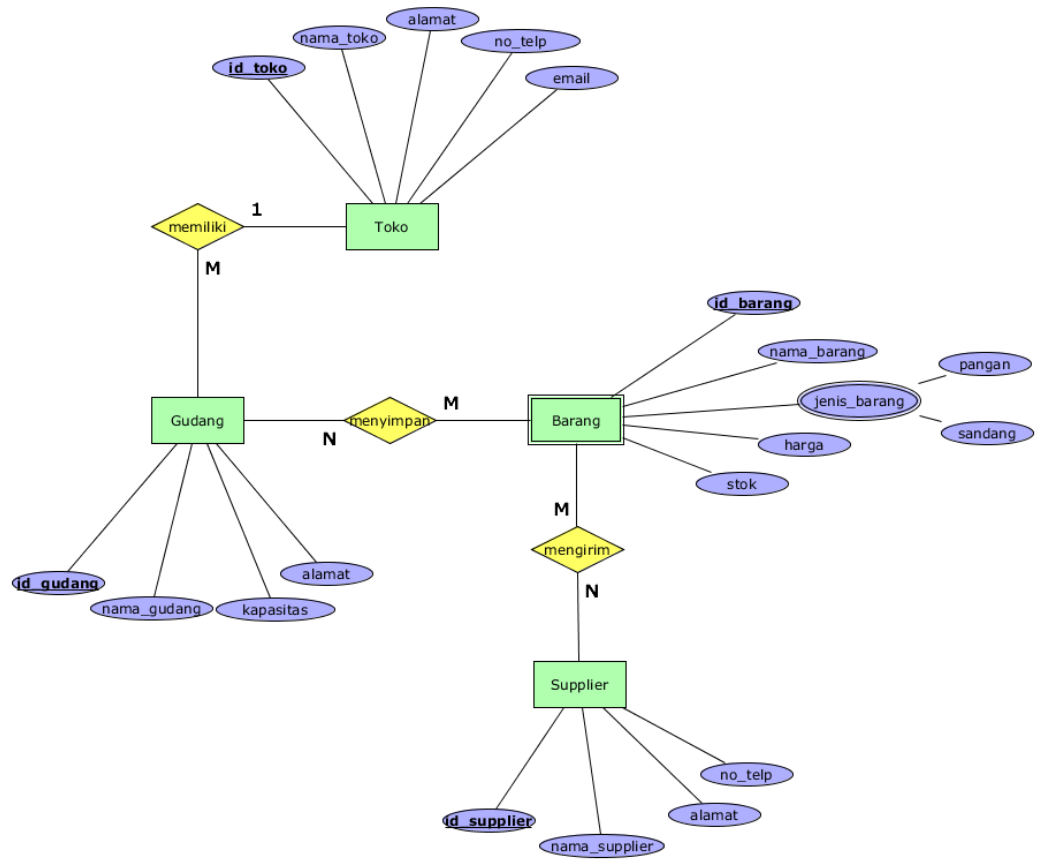 alamat
nama_toko
no_telp
id_toko
email
1
memiliki
Toko
M
id_barang
nama_barang
pangan
jenis_barang
M
Gudang
menyimpan
Barang
N
sandang
harga
stok
M
mengirim
alamat
id_gudang
N
nama_gudang
kapasitas
Supplier
no_telp
alamat
id_supplier
nama_supplier